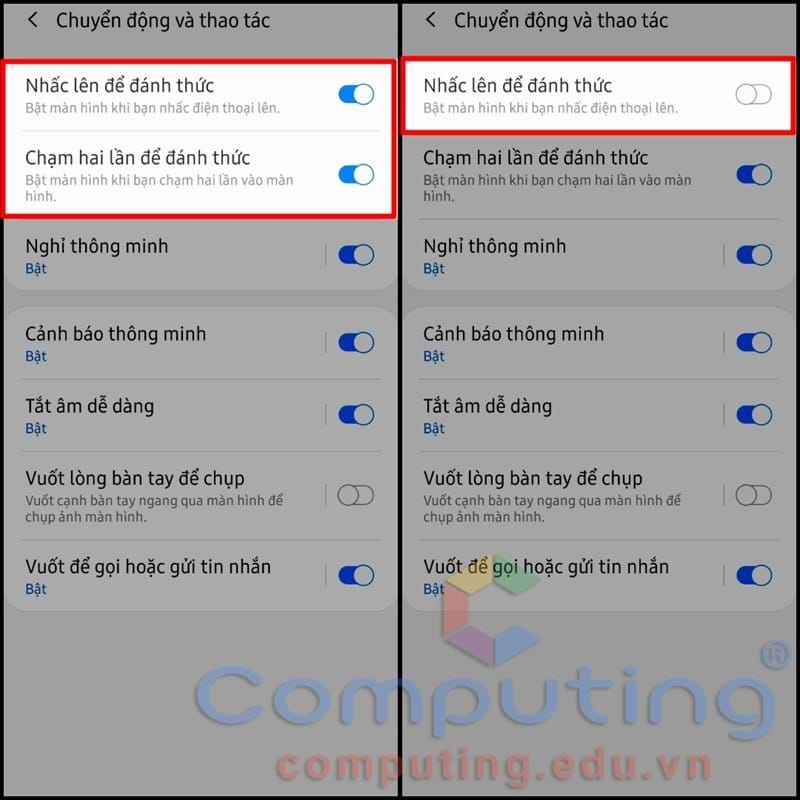 Chuyển động và thao tác
Nhấc lên để đánh thức
Bật màn hình khi bạn nhấc điện thoại lên.
Chạm hai lần để đánh thức
Bật màn hình khi bạn chạm hai lần vào màn
hình.
Nghỉ thông minh
Bật
Cảnh báo thông minh
Bật
Tắt âm dễ dàng
Bật
Vuốt lòng bàn tay để chụp
Vuốt cạnh bàn tay ngang qua màn hình để
chụp ảnh màn hình.
Vuốt để gọi hoặc gửi tin nhắn
Bật
Chuyển động và thao tác
Nhấc lên để đánh thức
Bật màn hình khi bạn nhấc điện thoại lên.
Chạm hai lần để đánh thức
Bật màn hình khi bạn chạm hai lần vào màn
hình.
Nghỉ thông minh
Bật
Cảnh báo thông minh
Bật
Tắt âm dễ dàng
Bật
Vuốt lòng bàn tay để chụp
Vuốt cạnh bàn tay ngang qua màn hình để
chụp ảnh màn hình.
Vuốt để gọi hoặc gửi tin nhắn
Bật
Computing®
computing.edu.vn